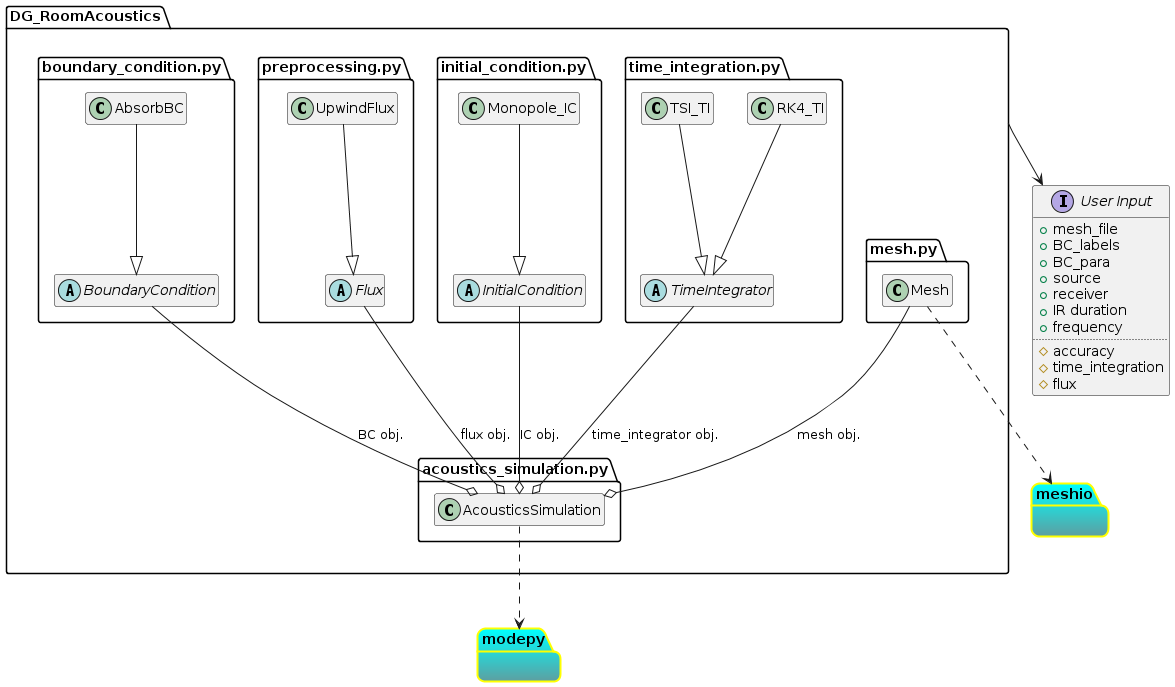 DG_RoomAcoustics
boundary_condition.py
preprocessing.py
initial_condition.py
time_integration.py
C AbsorbBC
C UpwindFlux
C Monopole_IC
C TSI_TI
C RK4_TI
I User Input
mesh_file
BC_labels
BC_para
source
receiver
IR duration
frequency
accuracy
time_integration
flux
mesh.py
A BoundaryCondition
A Flux
A InitialCondition
A TimeIntegrator
C Mesh
BC obj.
flux obj.
IC obj.
time_integrator obj.
mesh obj.
acoustics_simulation.py
C AcousticsSimulation
meshio
modepy